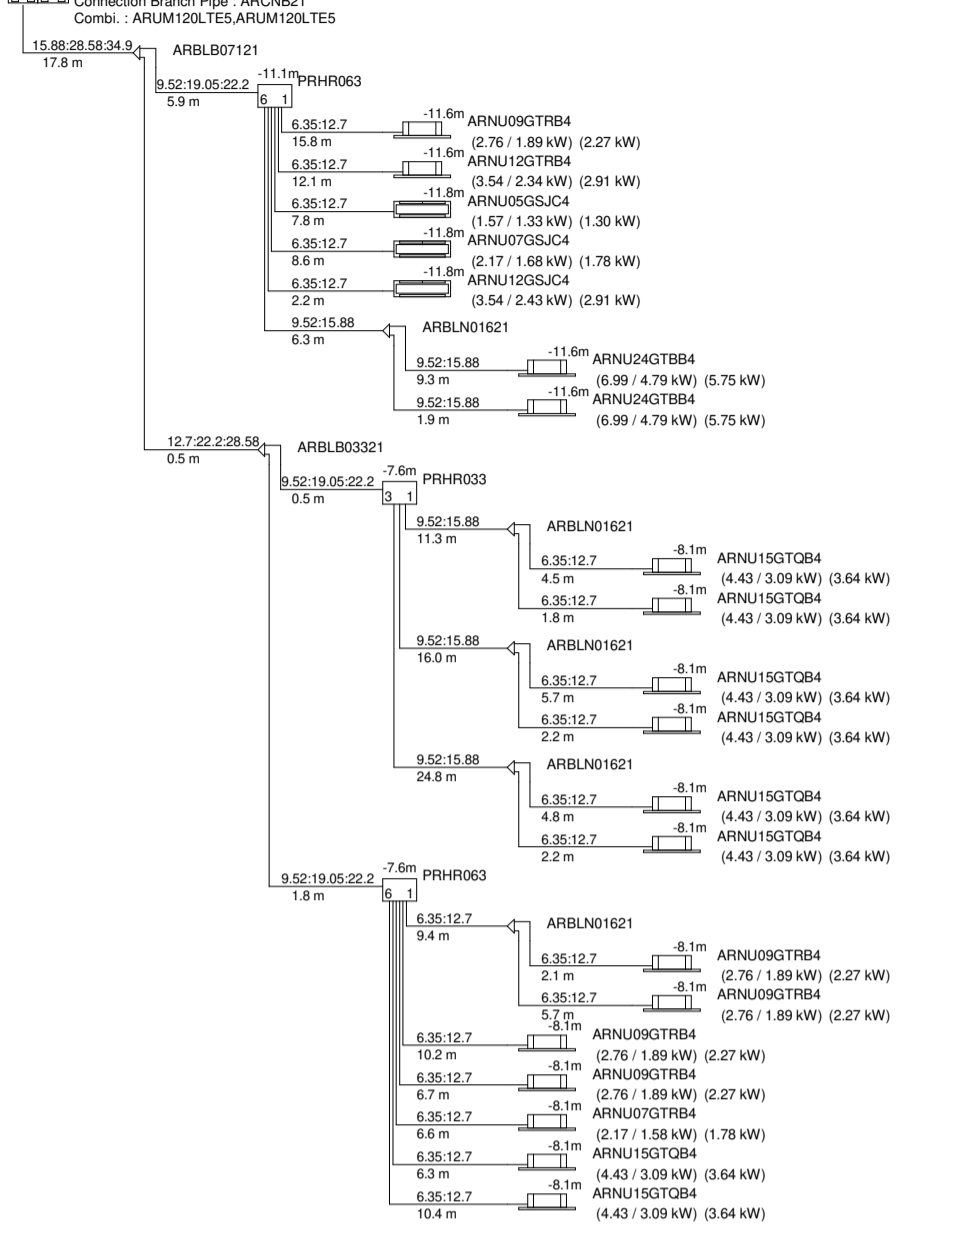 Connection Branch Pipe : ARCNB21
Combi. : ARUM120LTE5,ARUM120LTE5
15.88:28.58:34.9
17.8 m
ARBLB07121
9.52:19.05:22.2
5.9 m
-11.1m
PRHR063
6 1
6.35:12.7
15.8 m
-11.6m
ARNU09GTRB4
(2.76 / 1.89 kW) (2.27 kW)
6.35:12.7
12.1 m
-11.6m
ARNU12GTRB4
(3.54 / 2.34 kW) (2.91 kW)
6.35:12.7
7.8 m
-11.8m
ARNU05GSJC4
(1.57 / 1.33 kW) (1.30 kW)
6.35:12.7
8.6 m
-11.8m
ARNU07GSJC4
(2.17 / 1.68 kW) (1.78 kW)
6.35:12.7
2.2 m
-11.8m
ARNU12GSJC4
(3.54 / 2.43 kW) (2.91 kW)
9.52:15.88
6.3 m
ARBLN01621
9.52:15.88
9.3 m
-11.6m
ARNU24GTBB4
(6.99 / 4.79 kW) (5.75 kW)
9.52:15.88
1.9 m
-11.6m
ARNU24GTBB4
(6.99 / 4.79 kW) (5.75 kW)
12.7:22.2:28.58
0.5 m
ARBLB03321
9.52:19.05:22.2
0.5 m
-7.6m
PRHR033
3 1
9.52:15.88
11.3 m
ARBLN01621
6.35:12.7
4.5 m
-8.1m
ARNU15GTQB4
(4.43 / 3.09 kW) (3.64 kW)
6.35:12.7
1.8 m
-8.1m
ARNU15GTQB4
(4.43 / 3.09 kW) (3.64 kW)
9.52:15.88
16.0 m
ARBLN01621
6.35:12.7
5.7 m
-8.1m
ARNU15GTQB4
(4.43 / 3.09 kW) (3.64 kW)
6.35:12.7
2.2 m
-8.1m
ARNU15GTQB4
(4.43 / 3.09 kW) (3.64 kW)
9.52:15.88
24.8 m
ARBLN01621
6.35:12.7
4.8 m
-8.1m
ARNU15GTQB4
(4.43 / 3.09 kW) (3.64 kW)
6.35:12.7
2.2 m
-8.1m
ARNU15GTQB4
(4.43 / 3.09 kW) (3.64 kW)
9.52:19.05:22.2
1.8 m
-7.6m
PRHR063
6 1
6.35:12.7
9.4 m
ARBLN01621
6.35:12.7
2.1 m
-8.1m
ARNU09GTRB4
(2.76 / 1.89 kW) (2.27 kW)
6.35:12.7
5.7 m
-8.1m
ARNU09GTRB4
(2.76 / 1.89 kW) (2.27 kW)
6.35:12.7
10.2 m
-8.1m
ARNU09GTRB4
(2.76 / 1.89 kW) (2.27 kW)
6.35:12.7
6.7 m
-8.1m
ARNU09GTRB4
(2.76 / 1.89 kW) (2.27 kW)
6.35:12.7
6.6 m
-8.1m
ARNU07GTRB4
(2.17 / 1.58 kW) (1.78 kW)
6.35:12.7
6.3 m
-8.1m
ARNU15GTQB4
(4.43 / 3.09 kW) (3.64 kW)
6.35:12.7
10.4 m
-8.1m
ARNU15GTQB4
(4.43 / 3.09 kW) (3.64 kW)